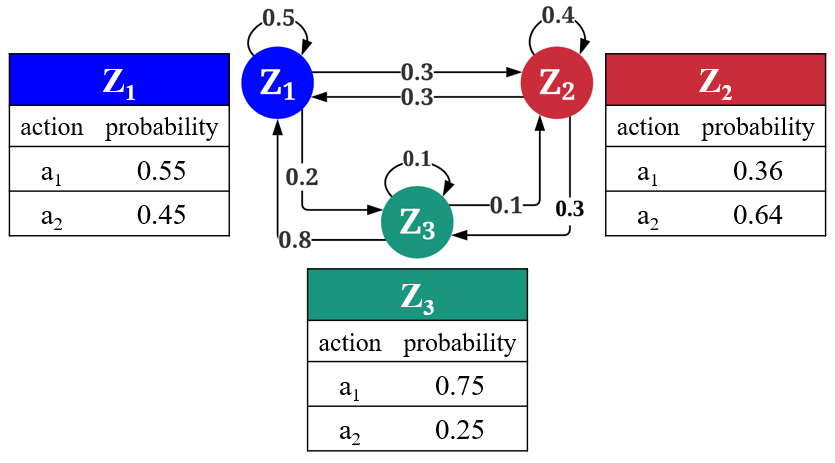 0.5
0.4
Z₁
action probability
a₁ 0.55
a₂ 0.45
Z₁
0.3
0.3
Z₂
Z₂
action probability
a₁ 0.36
a₂ 0.64
0.2
0.1
0.1
0.3
Z₃
0.8
Z₃
action probability
a₁ 0.75
a₂ 0.25